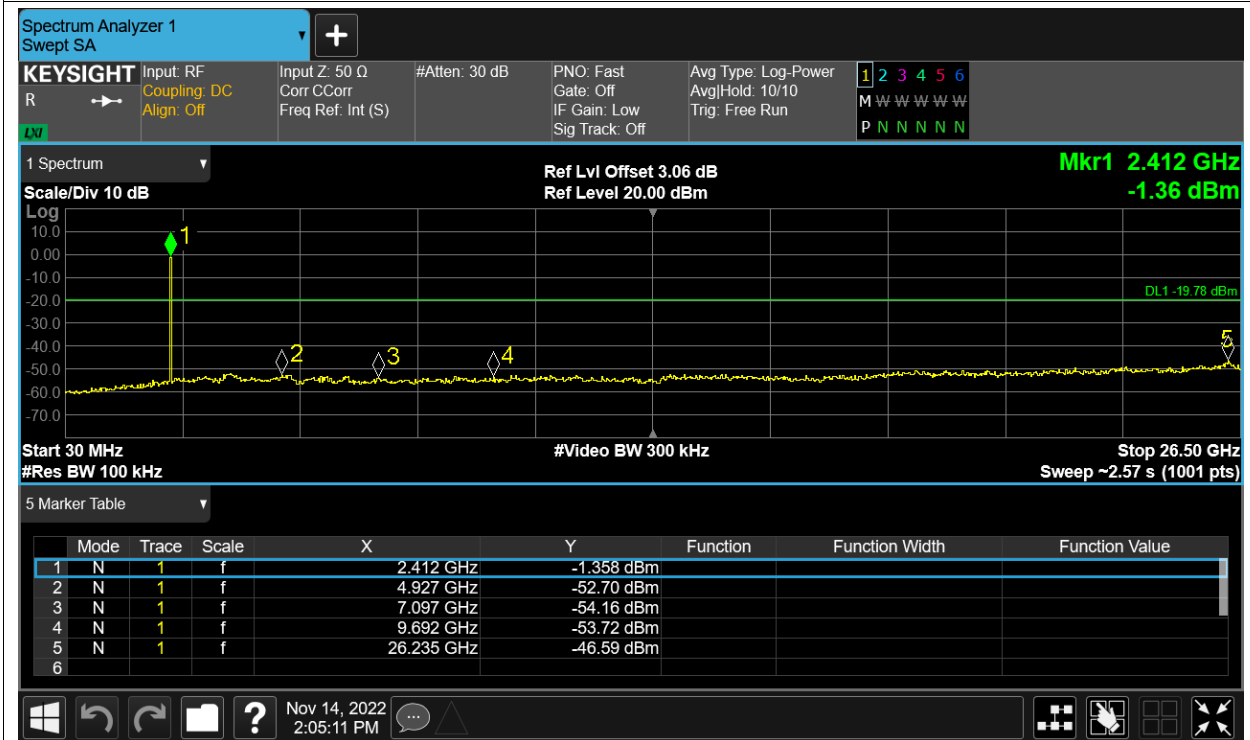 Spectrum Analyzer 1
Swept SA
+
KEYSIGHT Input: RF Input Z: 50 Ω #Atten: 30 dB PNO: Fast Avg Type: Log-Power 1 2 3 4 5 6
R Coupling: DC Corr CCorr Gate: Off Avg|Hold: 10/10 M W W W W W
Align: Off Freq Ref: Int (S) IF Gain: Low Trig: Free Run
LXI Sig Track: Off P N N N N N
1 Spectrum Ref Lvl Offset 3.06 dB Mkr1 2.412 GHz
Scale/Div 10 dB Ref Level 20.00 dBm -1.36 dBm
Log
10.0 1
0.00
-10.0
-20.0 DL1 -19.78 dBm
-30.0
-40.0 2 3 4 5
-50.0
-60.0
-70.0
Start 30 MHz #Video BW 300 kHz Stop 26.50 GHz
#Res BW 100 kHz Sweep ~2.57 s (1001 pts)
5 Marker Table
Mode Trace Scale X Y Function Function Width Function Value
1 N 1 f 2.412 GHz -1.358 dBm
2 N 1 f 4.927 GHz -52.70 dBm
3 N 1 f 7.097 GHz -54.16 dBm
4 N 1 f 9.692 GHz -53.72 dBm
5 N 1 f 26.235 GHz -46.59 dBm
6
? Nov 14, 2022
2:05:11 PM